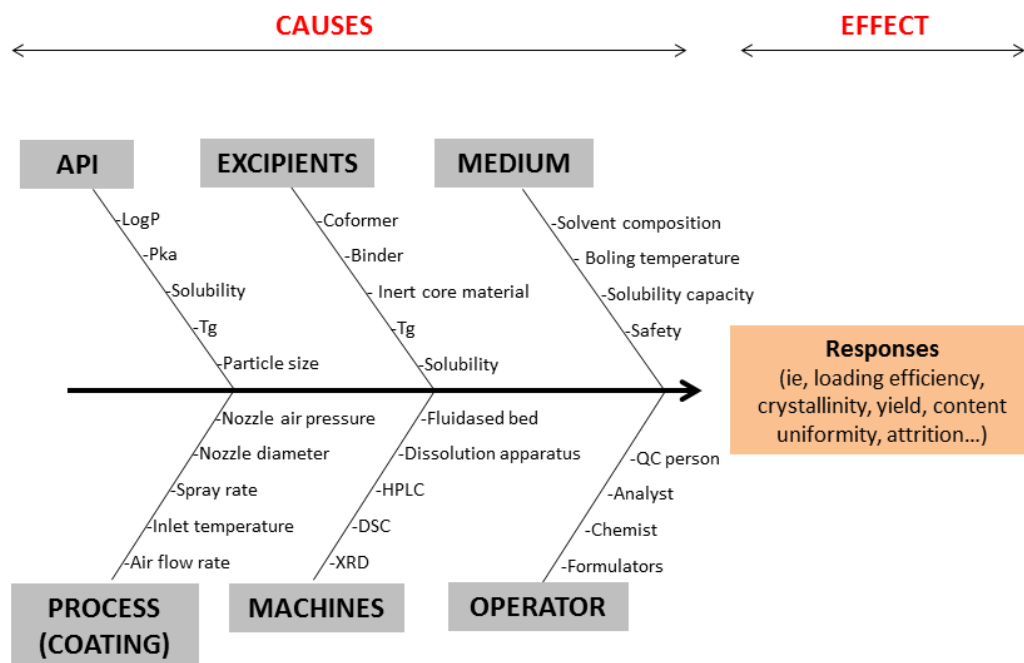 CAUSES
EFFECT
API
EXCIPIENTS
MEDIUM
-LogP
-Pka
-Solubility
-Tg
-Particle size
-Coformer
-Binder
- Inert core material
-Tg
-Solubility
-Solvent composition
- Boling temperature
-Solubility capacity
-Safety
Responses
(ie, loading efficiency,
crystallinity, yield, content
uniformity, attrition...)
-Nozzle air pressure
-Nozzle diameter
-Spray rate
-Inlet temperature
-Air flow rate
-Fluidased bed
-Dissolution apparatus
-HPLC
-DSC
-XRD
-QC person
-Analyst
-Chemist
-Formulators
PROCESS
(COATING)
MACHINES
OPERATOR